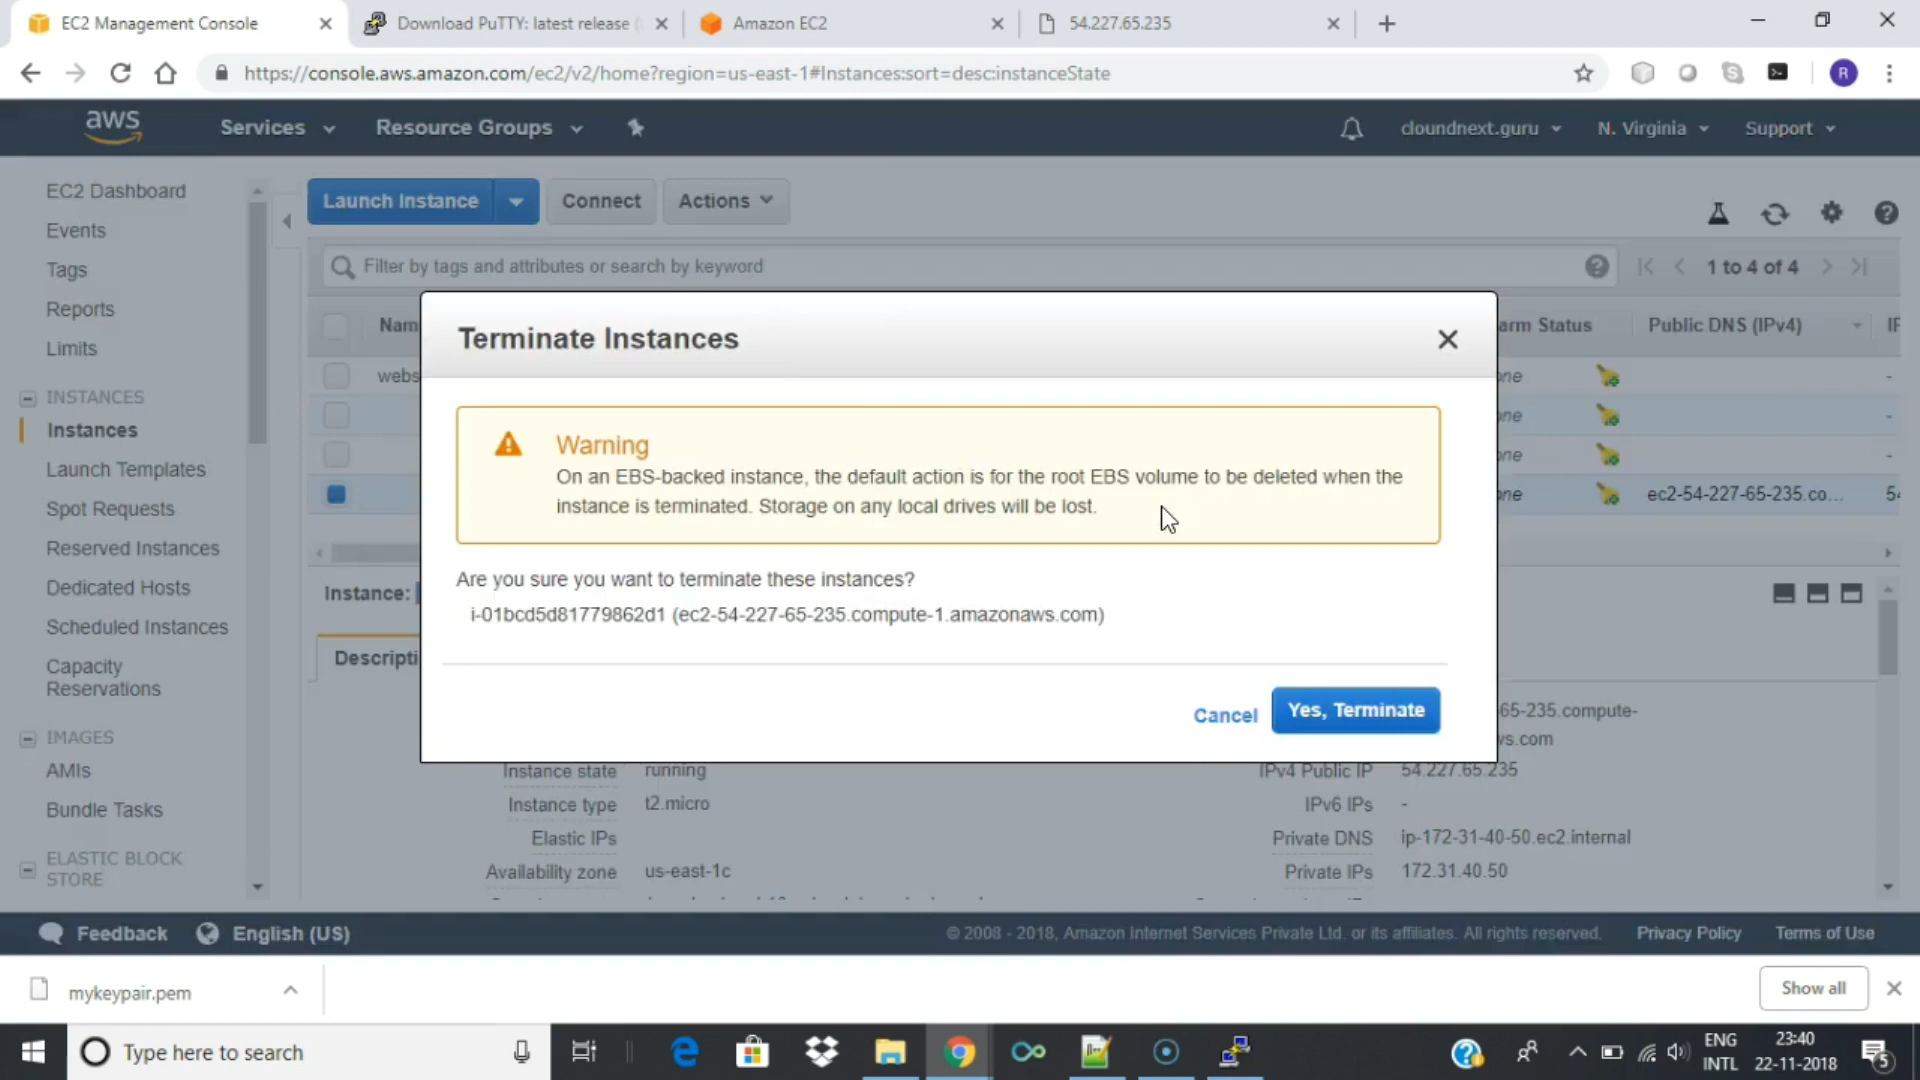 EC2 Management Console
Download PuTTY: latest release
Amazon EC2
54.227.65.235
https://console.aws.amazon.com/ec2/v2/home?region=us-east-1#Instances:sort=desc:instanceState
R
aws
Services
Resource Groups
cloundnext.guru
N. Virginia
Support
EC2 Dashboard
Events
Tags
Reports
Limits
INSTANCES
Instances
Launch Templates
Spot Requests
Reserved Instances
Dedicated Hosts
Scheduled Instances
Capacity
Reservations
IMAGES
AMIs
Bundle Tasks
ELASTIC BLOCK
STORE
Launch Instance
Connect
Actions
Filter by tags and attributes or search by keyword
1 to 4 of 4
Nam
arm Status
Public DNS (IPv4)
webs
one
-
one
-
one
-
one
ec2-54-227-65-235.co...
Terminate Instances
Warning
On an EBS-backed instance, the default action is for the root EBS volume to be deleted when the
instance is terminated. Storage on any local drives will be lost.
Are you sure you want to terminate these instances?
i-01bcd5d81779862d1 (ec2-54-227-65-235.compute-1.amazonaws.com)
Cancel
Yes, Terminate
Instance:
Descripti
65-235.compute-
ws.com
Instance state
running
IPv4 Public IP
54.227.65.235
Instance type
t2.micro
IPv6 IPs
-
Elastic IPs
Private DNS
ip-172-31-40-50.ec2.internal
Availability zone
us-east-1c
Private IPs
172.31.40.50
Feedback
English (US)
© 2008 - 2018, Amazon Internet Services Private Ltd. or its affiliates. All rights reserved.
Privacy Policy
Terms of Use
mykeypair.pem
Show all
Type here to search
ENG
INTL
23:40
22-11-2018
5